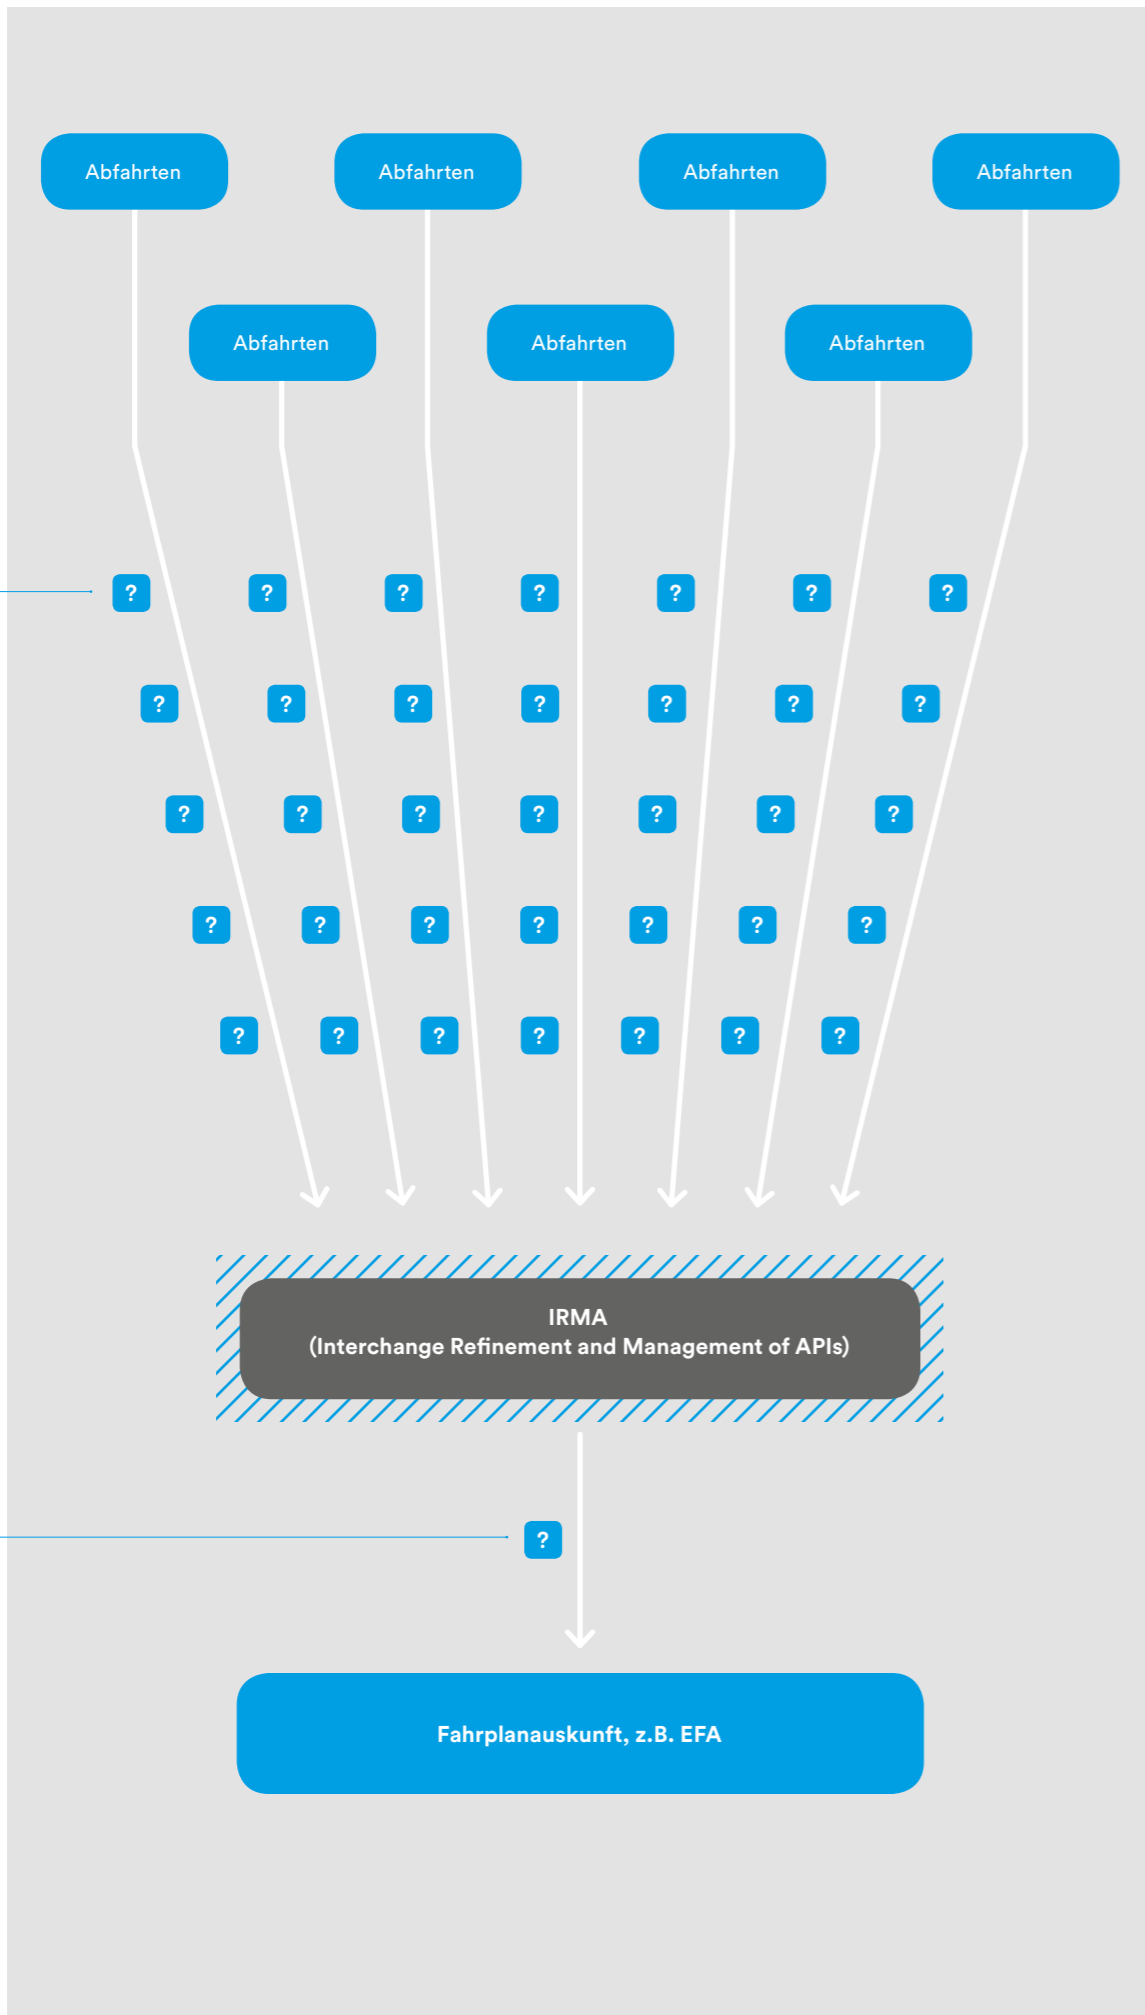 Abfahrten
Abfahrten
Abfahrten
Abfahrten
Abfahrten
Abfahrten
Abfahrten
? ? ? ? ? ? ?
? ? ? ? ? ? ?
? ? ? ? ? ? ?
? ? ? ? ? ? ?
? ? ? ? ? ? ?
IRMA
(Interchange Refinement and Management of APIs)
?
Fahrplanauskunft, z.B. EFA